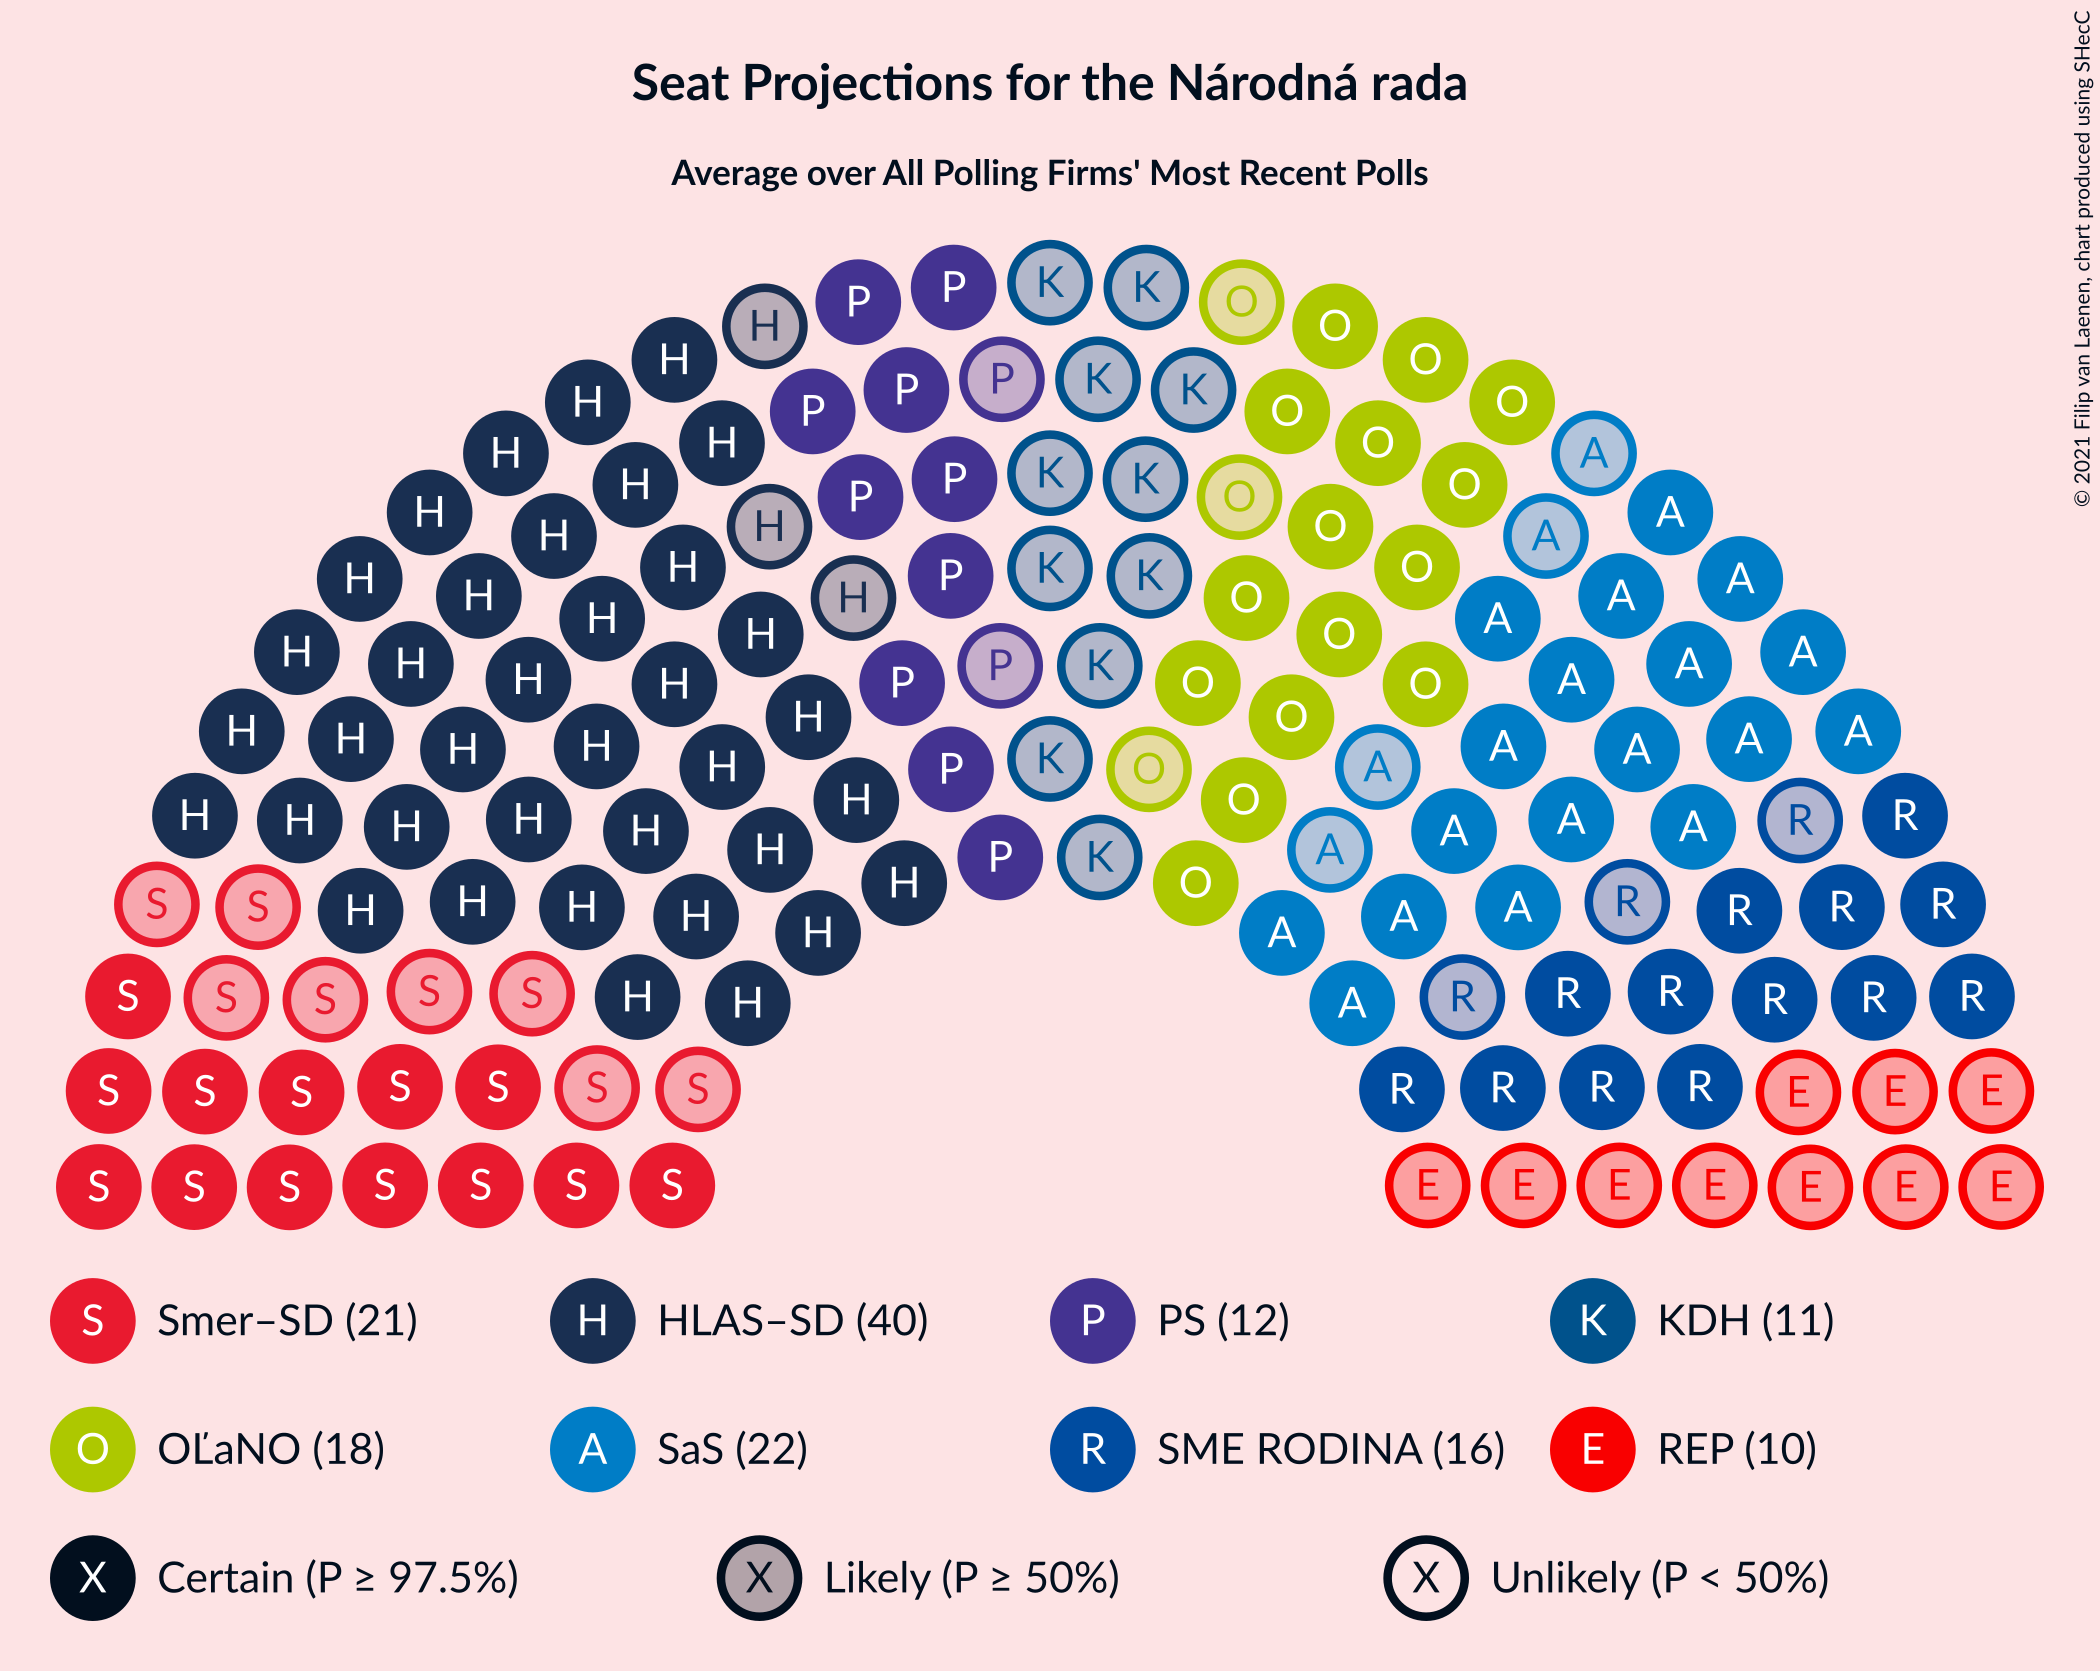 Seat Projections for the Národná rada
Average over All Polling Firms' Most Recent Polls
© 2021 Filip van Laenen, chart produced using SHecC
P P K K O
H O
H O
H P P P K K O O
H H O A
H H P P K K O O A
H H O A
H H H H P K K O O A A
H H O A
H H H H P P K O O A A A
H H H H H H P K O O A A A A A
H H H H H H H P K O A A A A R R
S S H H H H H H O A A A R R R R
S S S S S H H A R R R R R R
S S S S S S S R R R R E E E
S S S S S S S E E E E E E E
S Smer–SD (21) H HLAS–SD (40) P PS (12) K KDH (11)
O OĽaNO (18) A SaS (22) R SME RODINA (16) E REP (10)
X Certain (P ≥ 97.5%) X Likely (P ≥ 50%) X Unlikely (P < 50%)